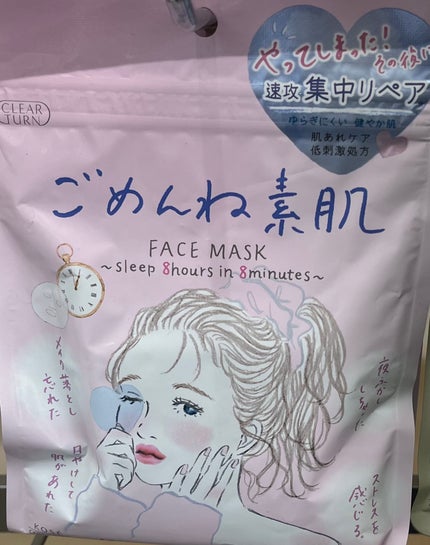 やってしまった!
その後に
速攻 集中リペア
ゆらぎにくい 健やか肌
肌あれケア
低刺激処方
CLEAR
TURN
ごめんね素肌
FACE MASK
~sleep 8hours in 8minutes~
メイク落とし
忘れた
日やけして
肌があれた
夜ふかし
しちゃった
ストレスを
感じる。
KOSÉ